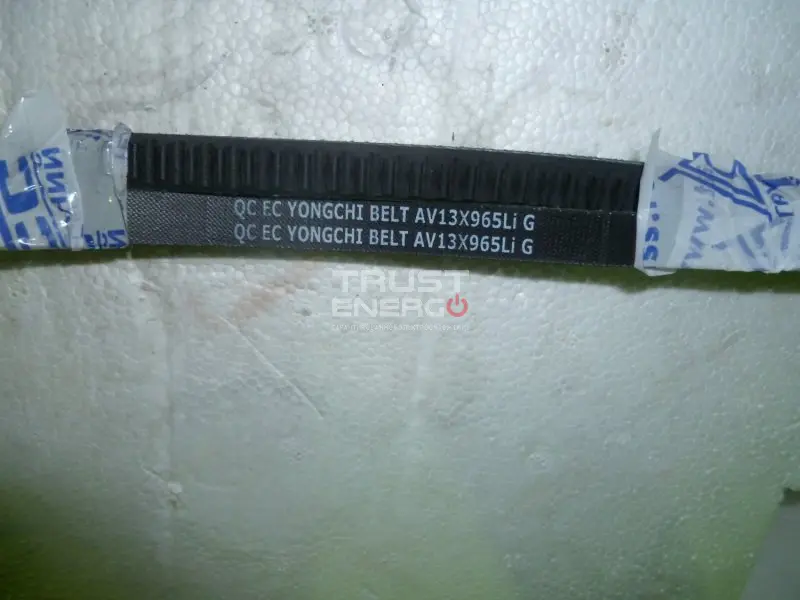 QC EC YONGCHI BELT AV13X965Li G
QC EC YONGCHI BELT AV13X965Li G
TRUST
ENERGO